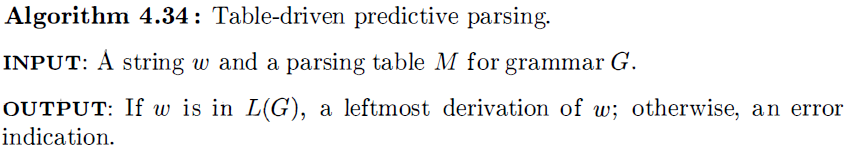 Algorithm 4.34: Table-driven predictive parsing.
INPUT: A string w and a parsing table M for grammar G.
OUTPUT: If w is in L(G), a leftmost derivation of w; otherwise, an error
indication.